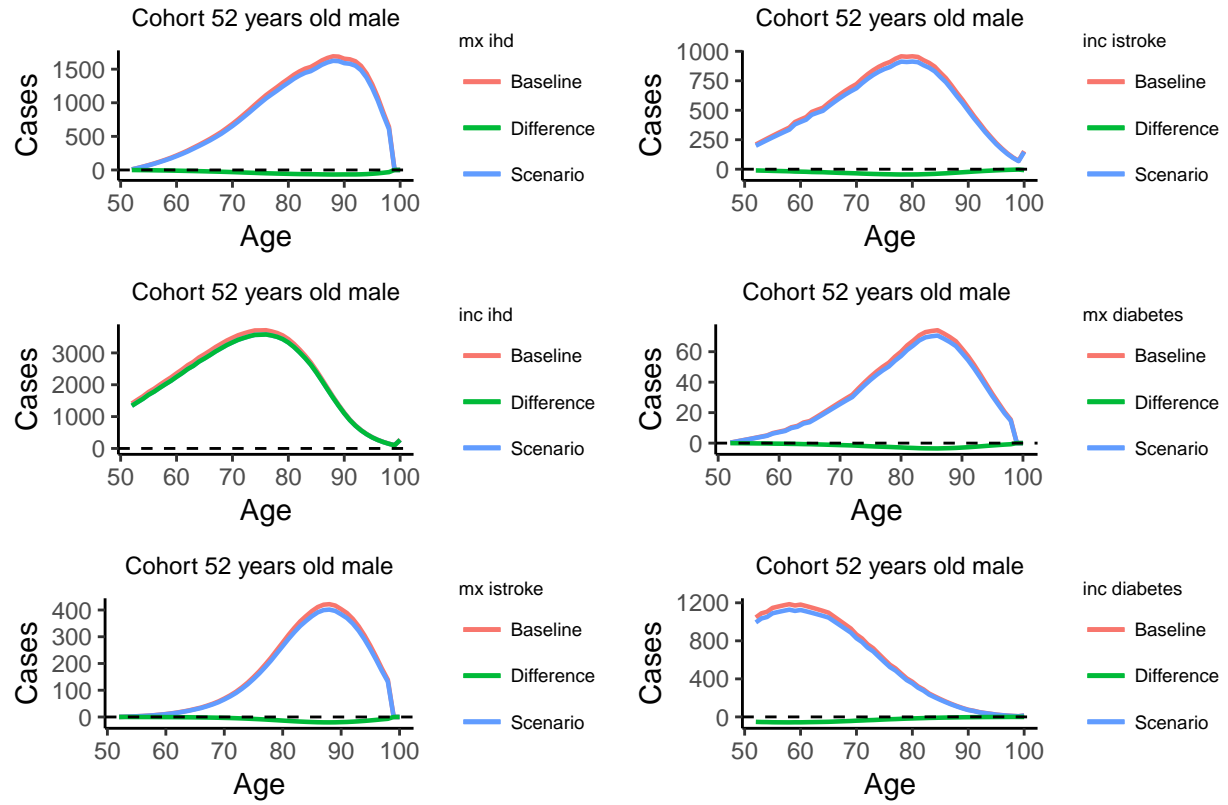 Cohort 52 years old male
1500
1000
500
0
50 60 70 80 90 100
Cases
Age
mx ihd
Baseline
Difference
Scenario
Cohort 52 years old male
1000
750
500
250
0
50 60 70 80 90 100
Cases
Age
inc istroke
Baseline
Difference
Scenario
Cohort 52 years old male
3000
2000
1000
0
50 60 70 80 90 100
Cases
Age
inc ihd
Baseline
Difference
Scenario
Cohort 52 years old male
60
40
20
0
50 60 70 80 90 100
Cases
Age
mx diabetes
Baseline
Difference
Scenario
Cohort 52 years old male
400
300
200
100
0
50 60 70 80 90 100
Cases
Age
mx istroke
Baseline
Difference
Scenario
Cohort 52 years old male
1200
800
400
0
50 60 70 80 90 100
Cases
Age
inc diabetes
Baseline
Difference
Scenario